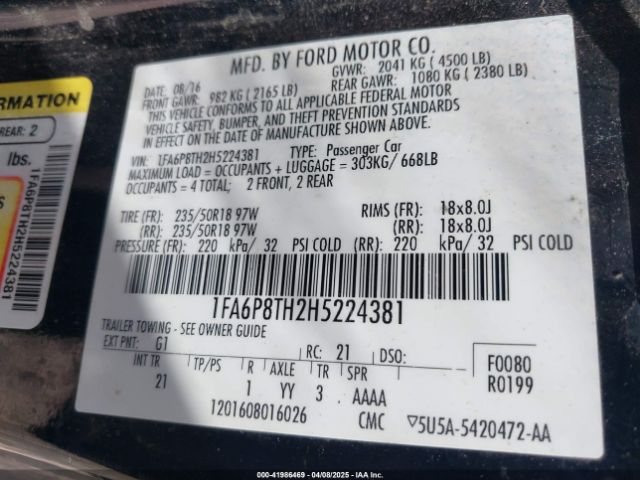 MFD. BY FORD MOTOR CO.
DATE: 08/16 GVWR: 2041 KG ( 4500 LB)
FRONT GAWR: 982 KG ( 2165 LB) REAR GAWR: 1080 KG ( 2380 LB)
THIS VEHICLE CONFORMS TO ALL APPLICABLE FEDERAL MOTOR
VEHICLE SAFETY, BUMPER, AND THEFT PREVENTION STANDARDS
IN EFFECT ON THE DATE OF MANUFACTURE SHOWN ABOVE.
VIN: 1FA6P8TH2H5224381 TYPE: Passenger Car
MAXIMUM LOAD = OCCUPANTS + LUGGAGE = 303KG/ 668LB
OCCUPANTS = 4 TOTAL; 2 FRONT, 2 REAR
TIRE (FR): 235/50R18 97W RIMS (FR): 18x8.0J
(RR): 235/50R18 97W (RR): 18x8.0J
PRESSURE (FR): 220 kPa/ 32 PSI COLD (RR): 220 kPa/ 32 PSI COLD
1FA6P8TH2H5224381
TRAILER TOWING - SEE OWNER GUIDE
EXT PNT: G1 RC: 21 DSO: F0080
INT TR TP/PS R AXLE TR SPR R0199
21 1 YY 3 . AAAA
1201608016026 CMC ▽5U5A-5420472-AA
ORMATION
REAR: 2
lbs.
S
1FA6P8TH2H5224381
000-41986469 - 04/08/2025 - IAA, Inc.